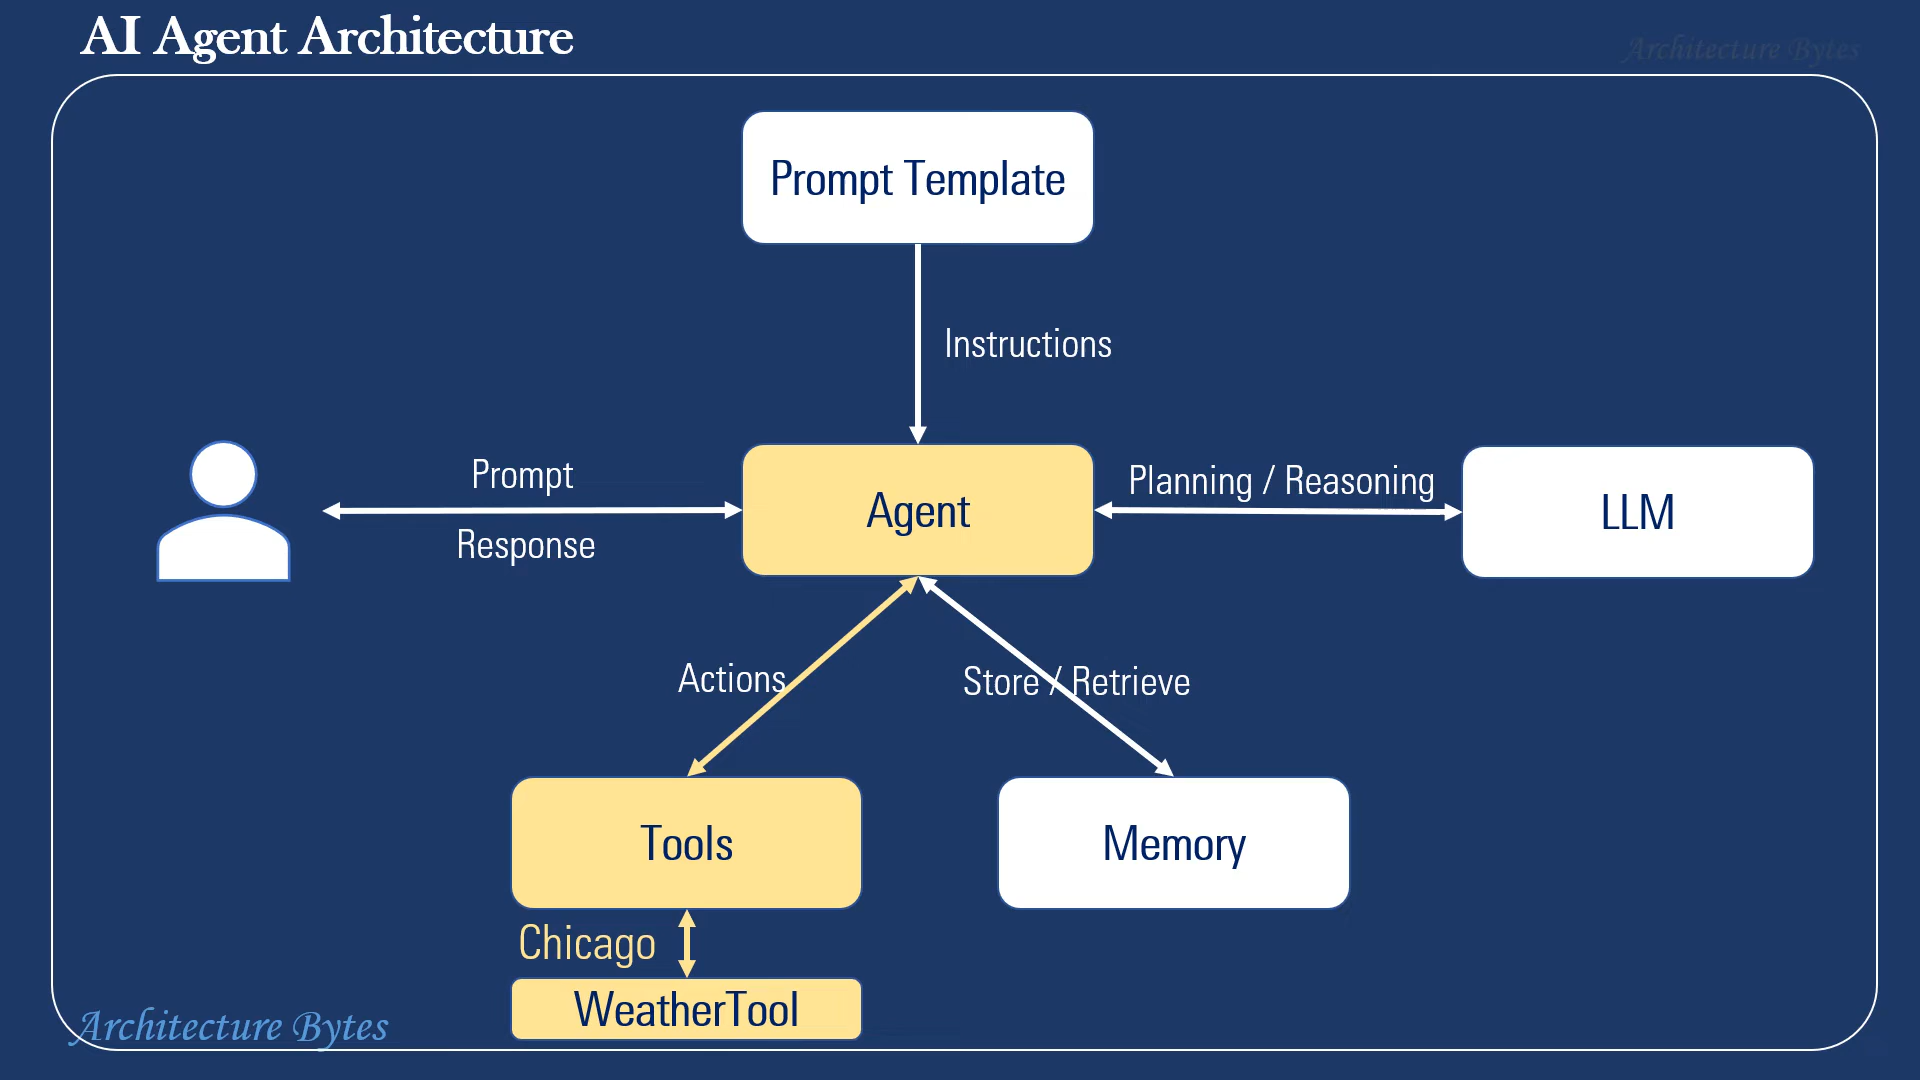 AI Agent Architecture
Architecture Bytes
Prompt Template
Instructions
Prompt
Response
Agent
Planning / Reasoning
LLM
Actions
Store / Retrieve
Tools
Memory
Chicago
WeatherTool
Architecture Bytes